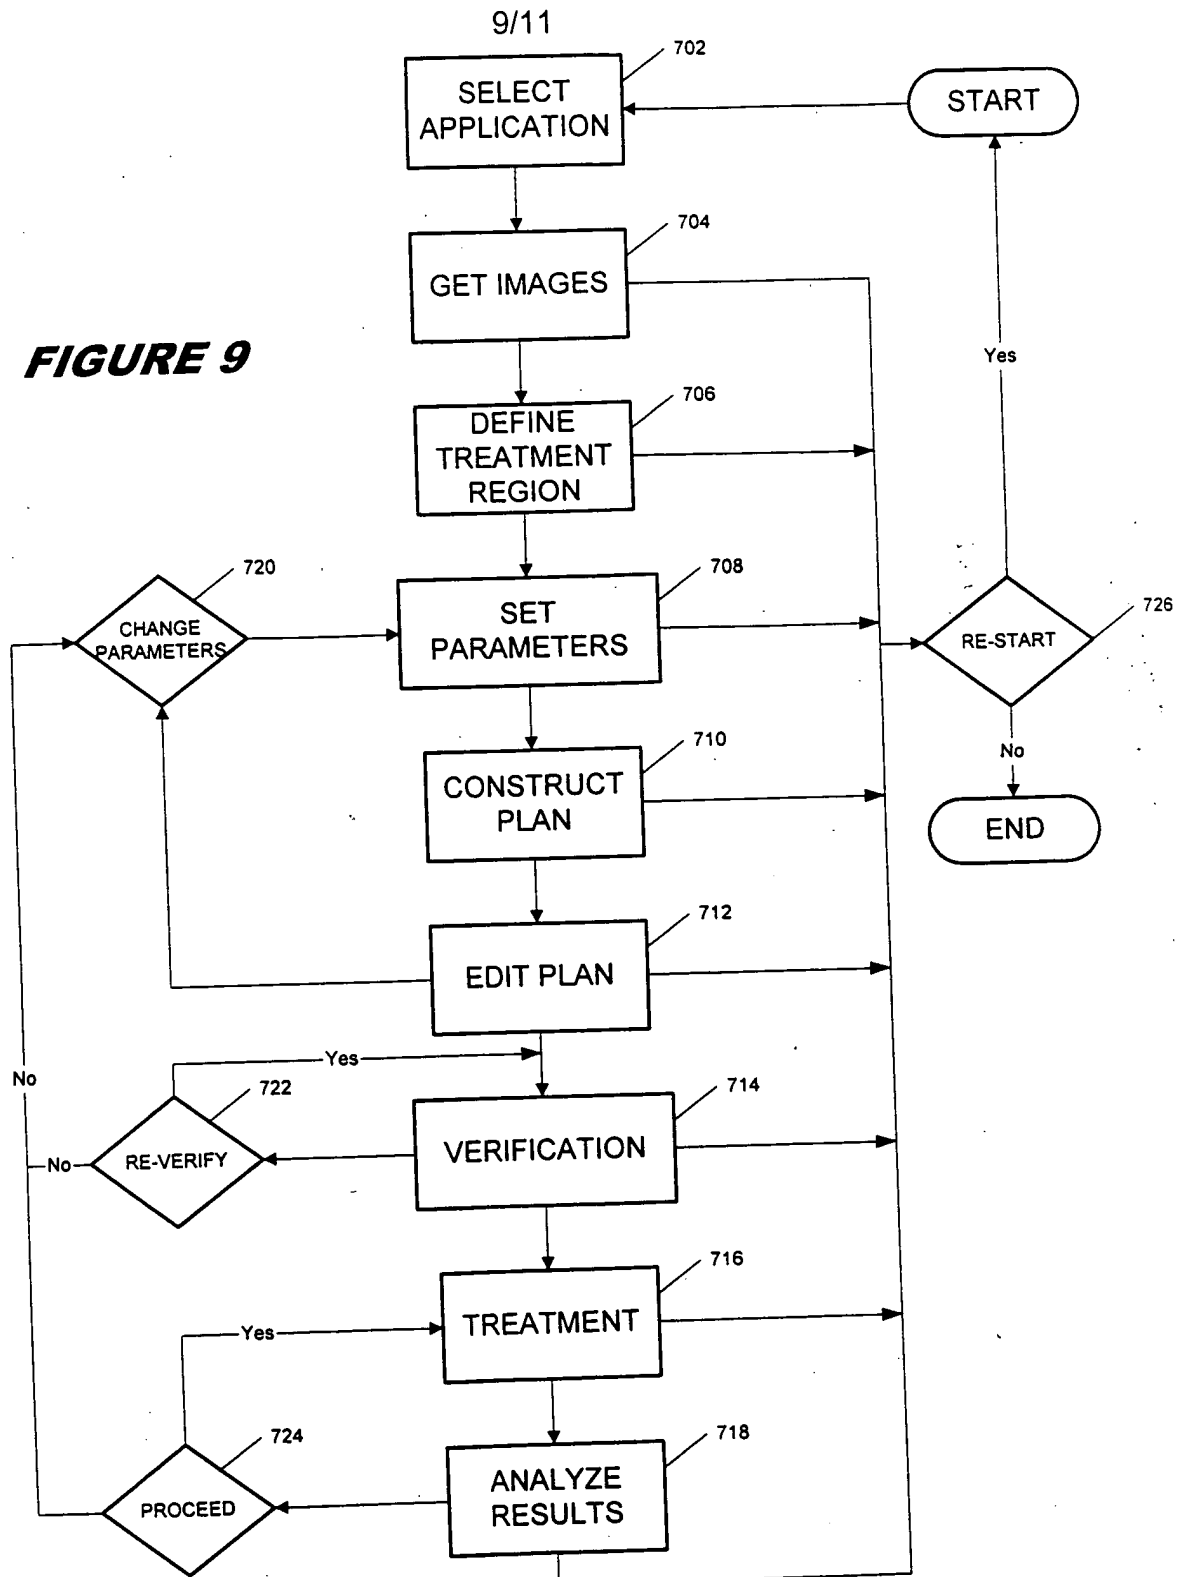 9/11
702
SELECT
APPLICATION
START
704
GET IMAGES
FIGURE 9
Yes
706
DEFINE
TREATMENT
REGION
720
CHANGE
PARAMETERS
708
SET
PARAMETERS
726
RE-START
710
CONSTRUCT
PLAN
No
END
712
EDIT PLAN
Yes
No
722
714
RE-VERIFY
No
VERIFICATION
716
TREATMENT
Yes
724
718
PROCEED
ANALYZE
RESULTS